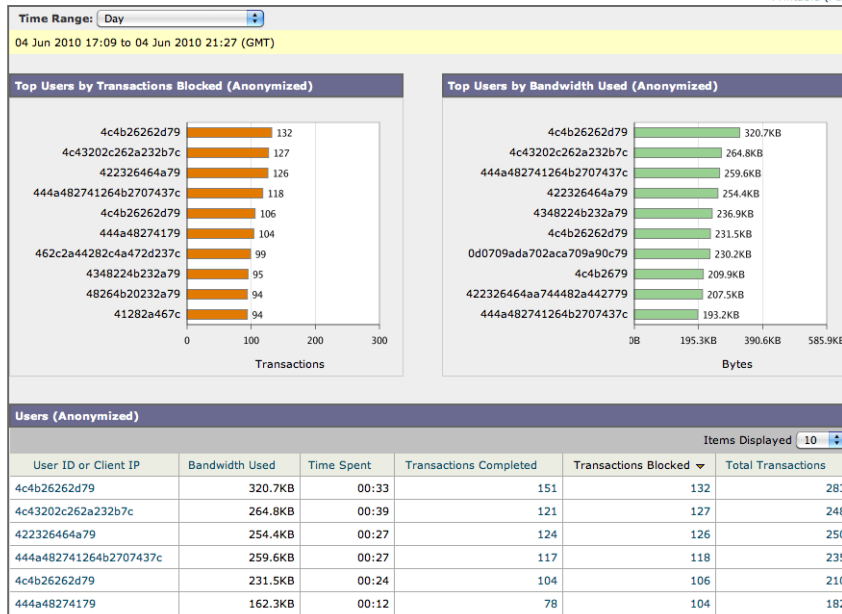 Time Range: Day
04 Jun 2010 17:09 to 04 Jun 2010 21:27 (GMT)
Top Users by Transactions Blocked (Anonymized)
4c4b26262d79 132
4c43202c262a232b7c 127
422326464a79 126
444a482741264b2707437c 118
4c4b26262d79 106
444a48274179 104
462c2a44282c4a472d237c 99
4348224b232a79 95
48264b20232a79 94
41282a467c 94
0 100 200 300
Transactions
Top Users by Bandwidth Used (Anonymized)
4c4b26262d79 320.7KB
4c43202c262a232b7c 264.8KB
444a482741264b2707437c 259.6KB
422326464a79 254.4KB
4348224b232a79 236.9KB
4c4b26262d79 231.5KB
0d0709ada702aca709a90c79 230.2KB
4c4b2679 209.9KB
422326464aa744482a442779 207.5KB
444a482741264b2707437c 193.2KB
0B 195.3KB 390.6KB 585.9KB
Bytes
Users (Anonymized)
Items Displayed 10
User ID or Client IP Bandwidth Used Time Spent Transactions Completed Transactions Blocked Total Transactions
4c4b26262d79 320.7KB 00:33 151 132 283
4c43202c262a232b7c 264.8KB 00:39 121 127 248
422326464a79 254.4KB 00:27 124 126 250
444a482741264b2707437c 259.6KB 00:27 117 118 235
4c4b26262d79 231.5KB 00:24 104 106 210
444a48274179 162.3KB 00:12 78 104 182